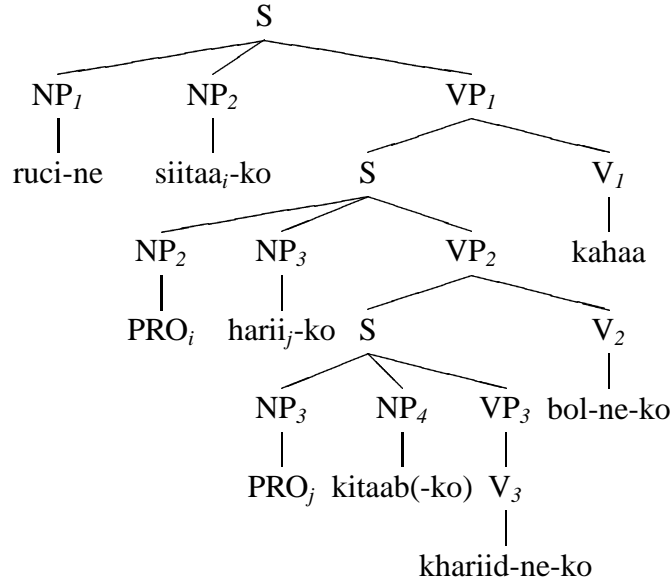 S
NP₁ NP₂ VP₁
ruci-ne siitaaᵢ-ko S V₁
NP₂ NP₃ VP₂ kahaa
PROᵢ hariiⱼ-ko S V₂
NP₃ NP₄ VP₃ bol-ne-ko
PROⱼ kitaab(-ko) V₃
khariid-ne-ko